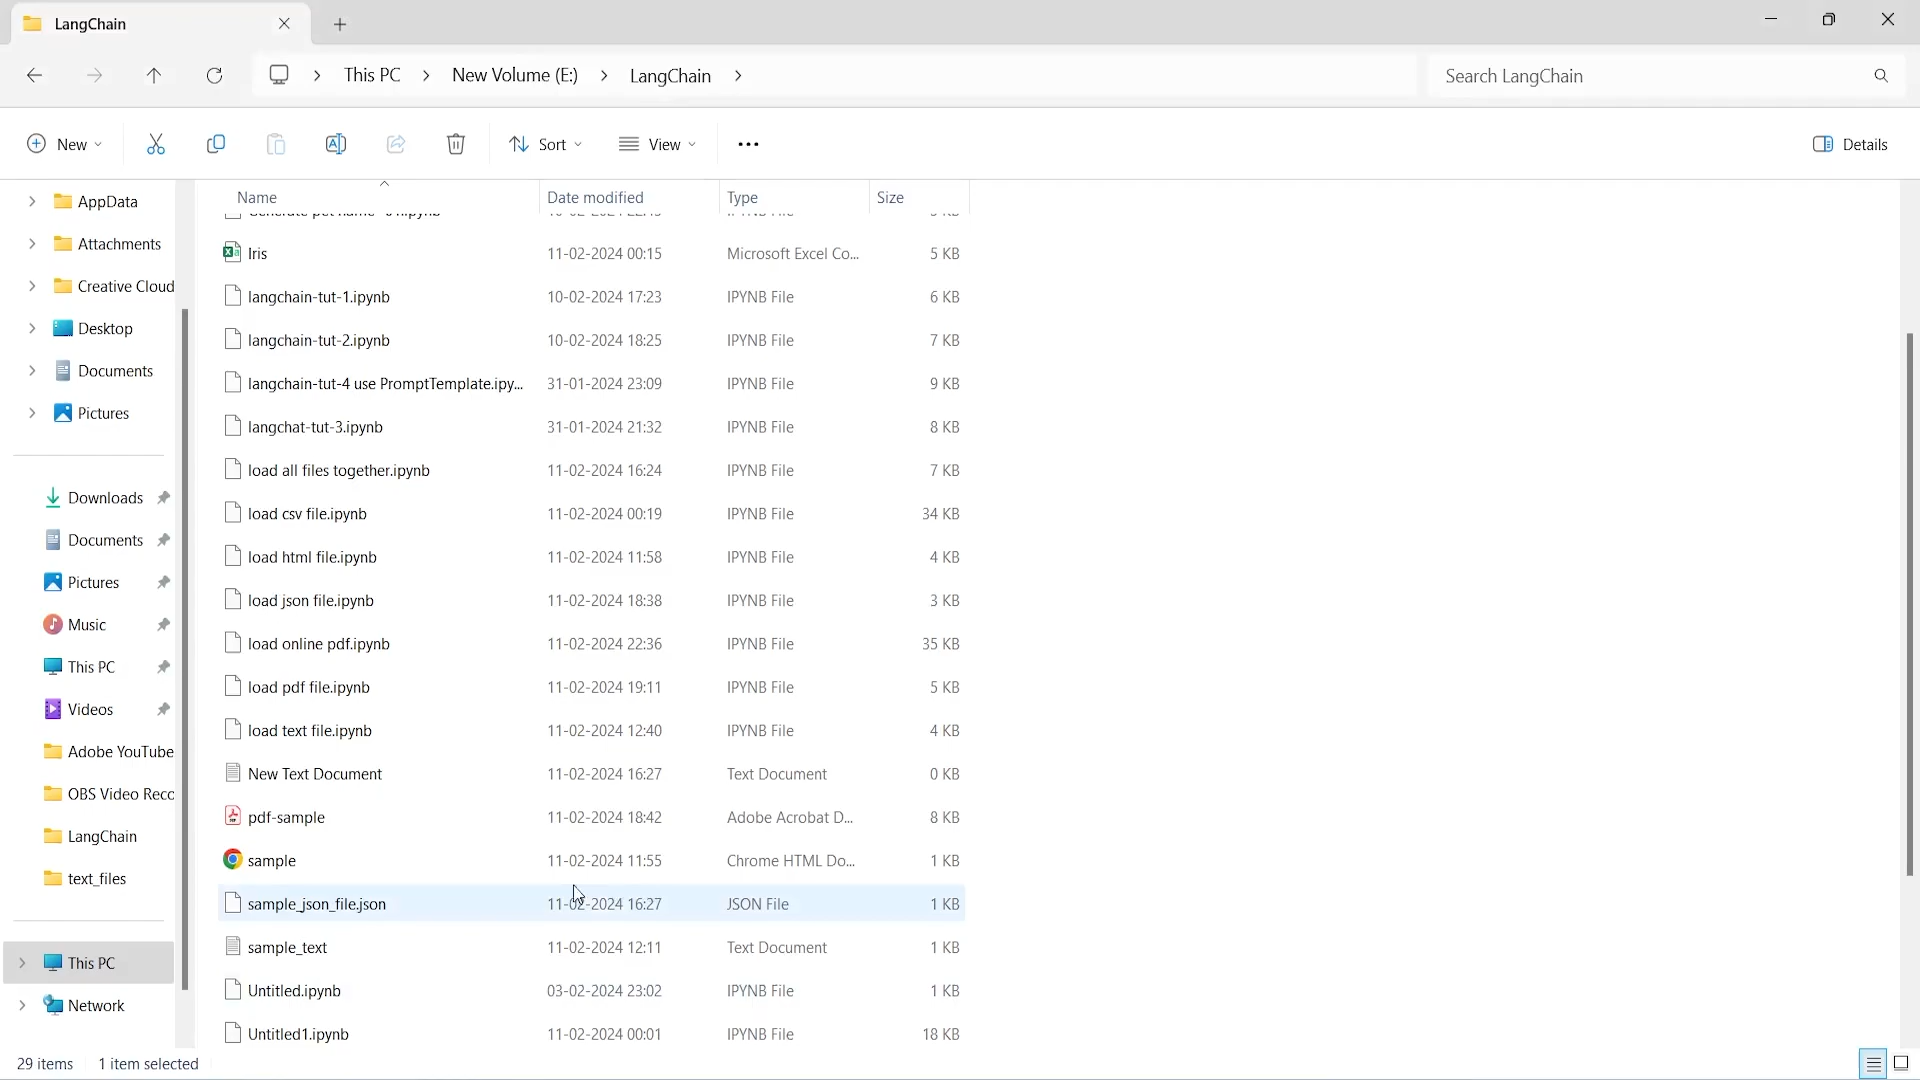 LangChain
This PC > New Volume (E:) > LangChain >
Search LangChain
New
Sort
View
Details
AppData
Attachments
Creative Cloud
Desktop
Documents
Pictures
Downloads
Documents
Pictures
Music
This PC
Videos
Adobe YouTube
OBS Video Reco
LangChain
text_files
This PC
Network
Name Date modified Type Size
Iris 11-02-2024 00:15 Microsoft Excel Co... 5 KB
langchain-tut-1.ipynb 10-02-2024 17:23 IPYNB File 6 KB
langchain-tut-2.ipynb 10-02-2024 18:25 IPYNB File 7 KB
langchain-tut-4 use PromptTemplate.ipy... 31-01-2024 23:09 IPYNB File 9 KB
langchat-tut-3.ipynb 31-01-2024 21:32 IPYNB File 8 KB
load all files together.ipynb 11-02-2024 16:24 IPYNB File 7 KB
load csv file.ipynb 11-02-2024 00:19 IPYNB File 34 KB
load html file.ipynb 11-02-2024 11:58 IPYNB File 4 KB
load json file.ipynb 11-02-2024 18:38 IPYNB File 3 KB
load online pdf.ipynb 11-02-2024 22:36 IPYNB File 35 KB
load pdf file.ipynb 11-02-2024 19:11 IPYNB File 5 KB
load text file.ipynb 11-02-2024 12:40 IPYNB File 4 KB
New Text Document 11-02-2024 16:27 Text Document 0 KB
pdf-sample 11-02-2024 18:42 Adobe Acrobat D... 8 KB
sample 11-02-2024 11:55 Chrome HTML Do... 1 KB
sample_json_file.json 11-02-2024 16:27 JSON File 1 KB
sample_text 11-02-2024 12:11 Text Document 1 KB
Untitled.ipynb 03-02-2024 23:02 IPYNB File 1 KB
Untitled1.ipynb 11-02-2024 00:01 IPYNB File 18 KB
29 items 1 item selected